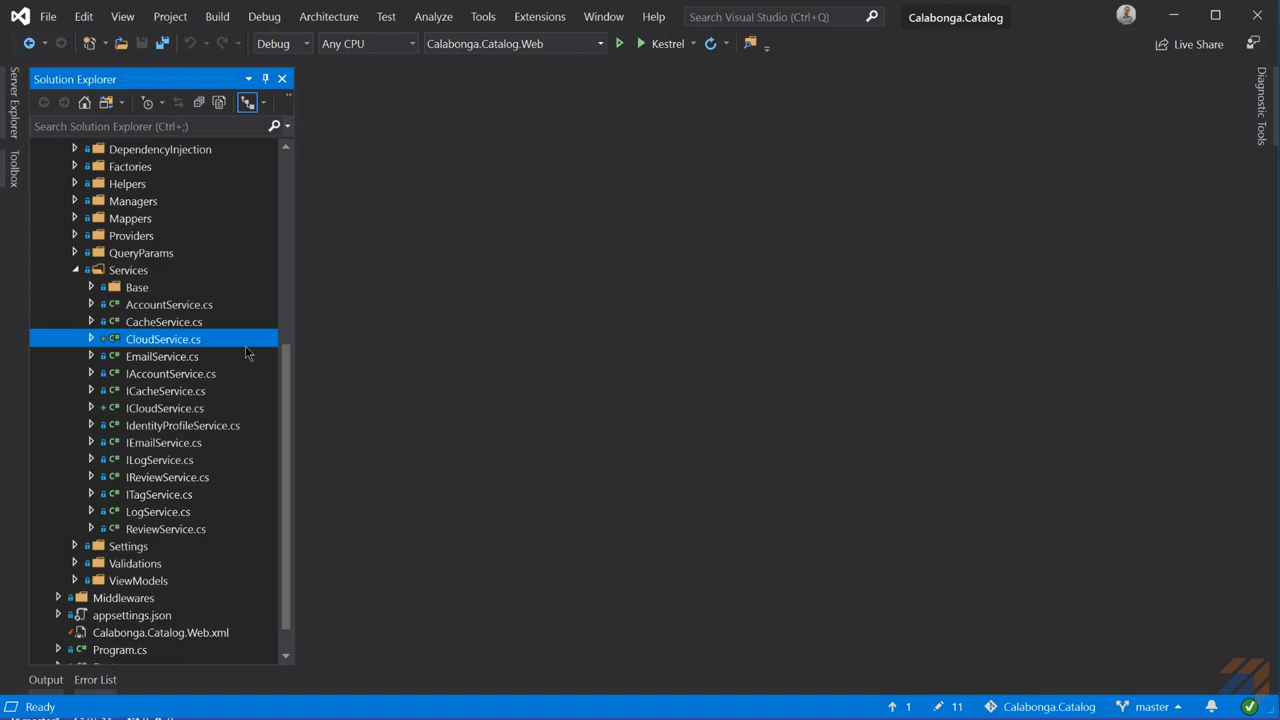 File Edit View Project Build Debug Architecture Test Analyze Tools Extensions Window Help Search Visual Studio (Ctrl+Q) Calabonga.Catalog
Debug Any CPU Calabonga.Catalog.Web Kestrel Live Share
Server Explorer
Toolbox
Solution Explorer
Search Solution Explorer (Ctrl+;)
DependencyInjection
Factories
Helpers
Managers
Mappers
Providers
QueryParams
Services
Base
AccountService.cs
CacheService.cs
CloudService.cs
EmailService.cs
IAccountService.cs
ICacheService.cs
ICloudService.cs
IdentityProfileService.cs
IEmailService.cs
ILogService.cs
IReviewService.cs
ITagService.cs
LogService.cs
ReviewService.cs
Settings
Validations
ViewModels
Middlewares
appsettings.json
Calabonga.Catalog.Web.xml
Program.cs
Diagnostic Tools
Output Error List
Ready 1 11 Calabonga.Catalog master